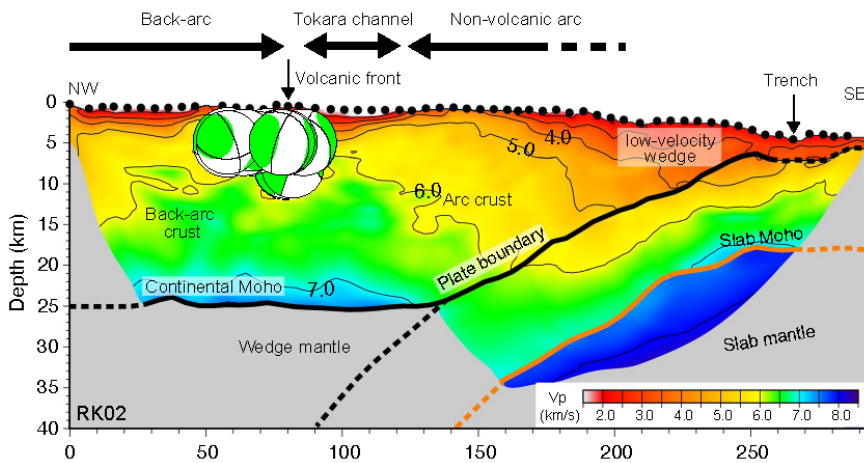 Back-arc
Tokara channel
Non-volcanic arc
NW
Volcanic front
Trench
SE
0
5
10
15
20
25
30
35
40
Depth (km)
4.0
5.0
low-velocity
wedge
6.0
Arc crust
Back-arc
crust
Plate boundary
Slab Moho
Continental Moho
7.0
Wedge mantle
Slab mantle
RK02
Vp
(km/s)
2.0 3.0 4.0 5.0 6.0 7.0 8.0
0 50 100 150 200 250